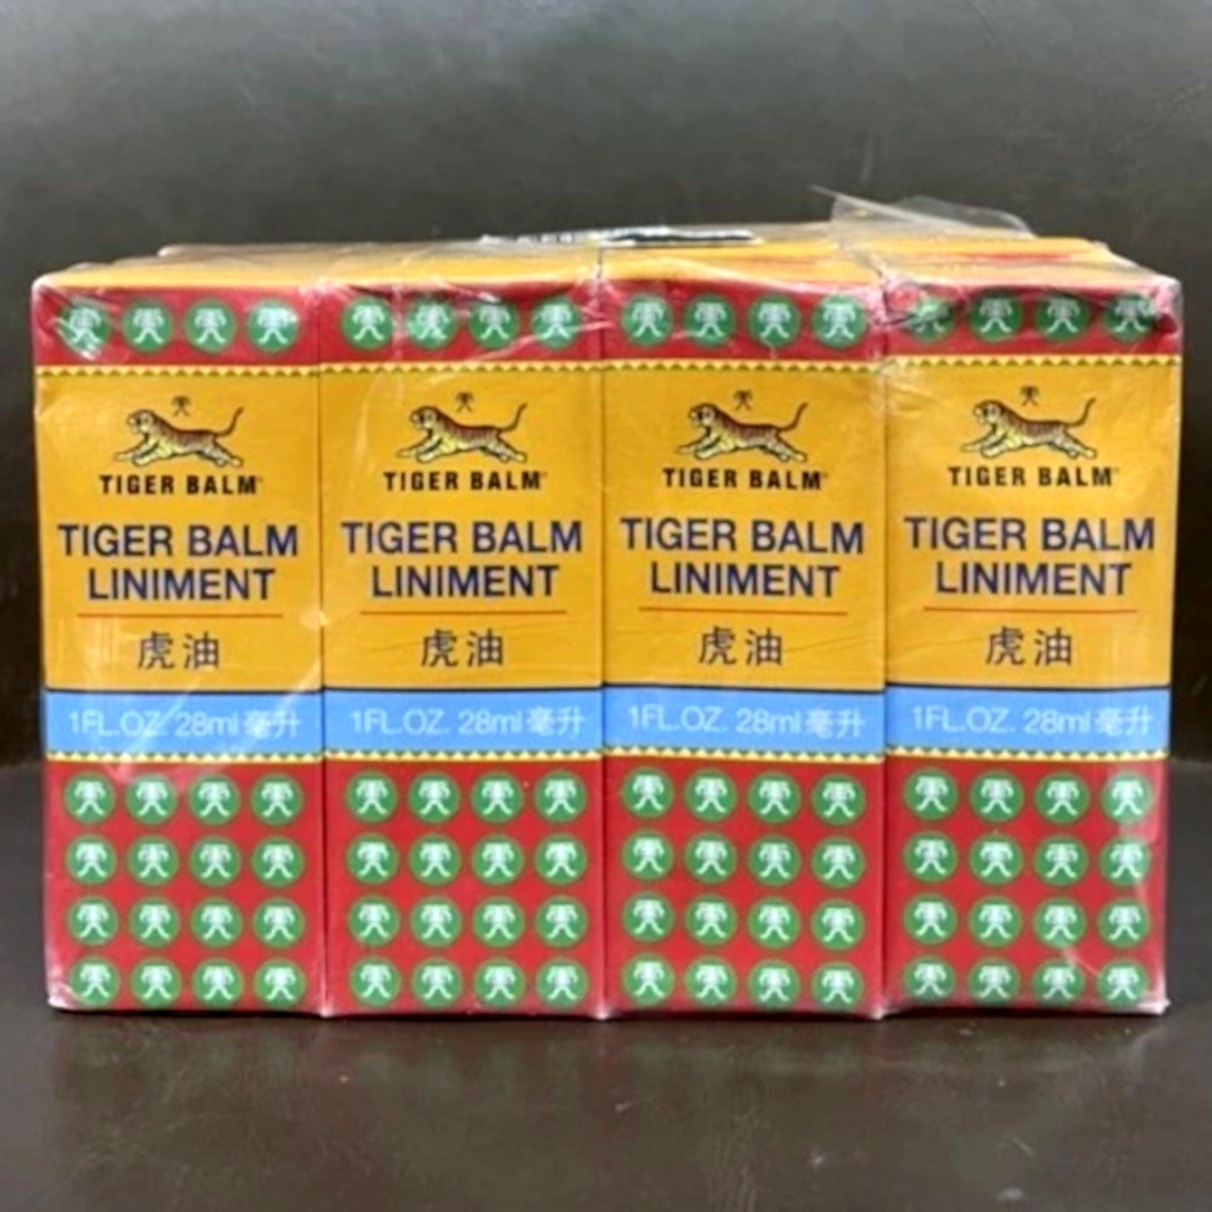 TIGER BALM
TIGER BALM
LINIMENT
虎油
1FL.OZ. 28ml 毫升
TIGER BALM
TIGER BALM
LINIMENT
虎油
1FL.OZ. 28ml 毫升
TIGER BALM
TIGER BALM
LINIMENT
虎油
1FL.OZ. 28ml 毫升
TIGER BALM
TIGER BALM
LINIMENT
虎油
1FL.OZ. 28ml 毫升